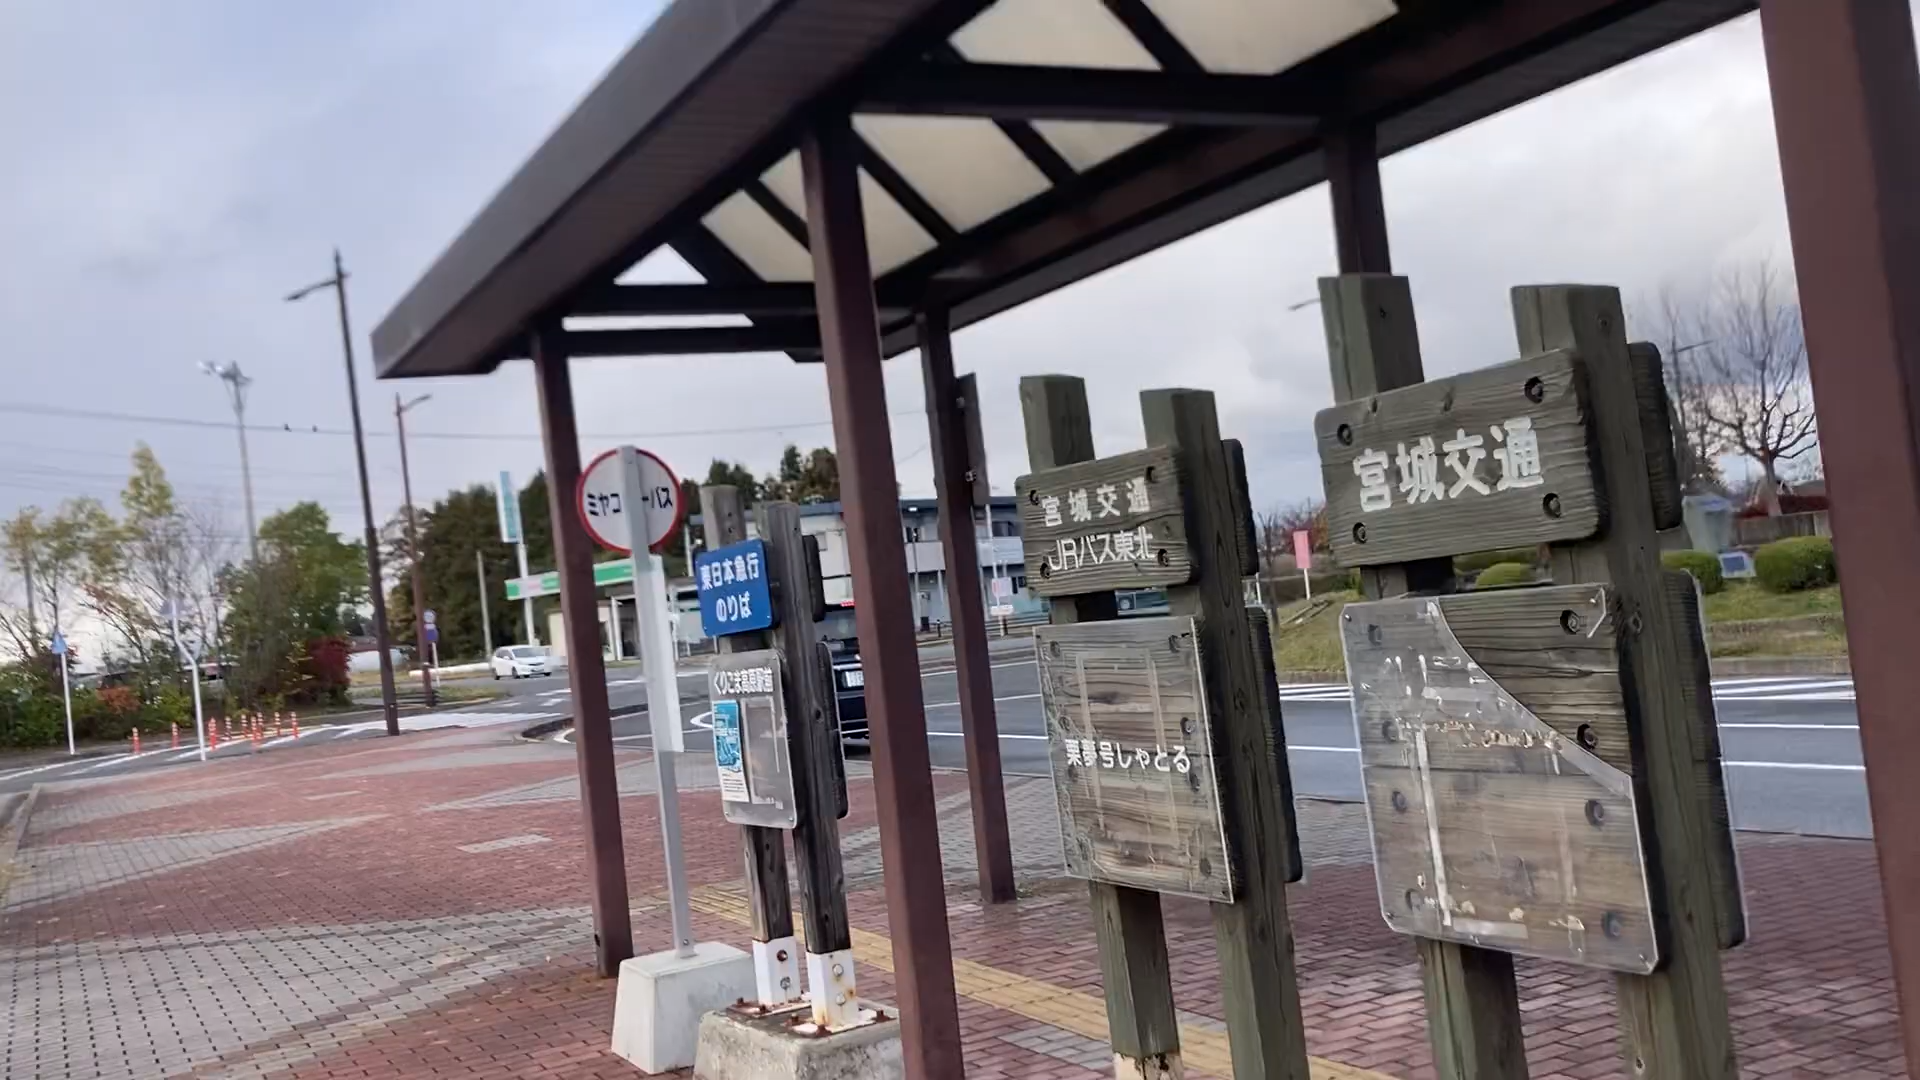 ミヤコーバス
東日本急行
のりば
くりこま高原駅前
宮城交通
JRバス東北
栗夢号しゃとる
宮城交通